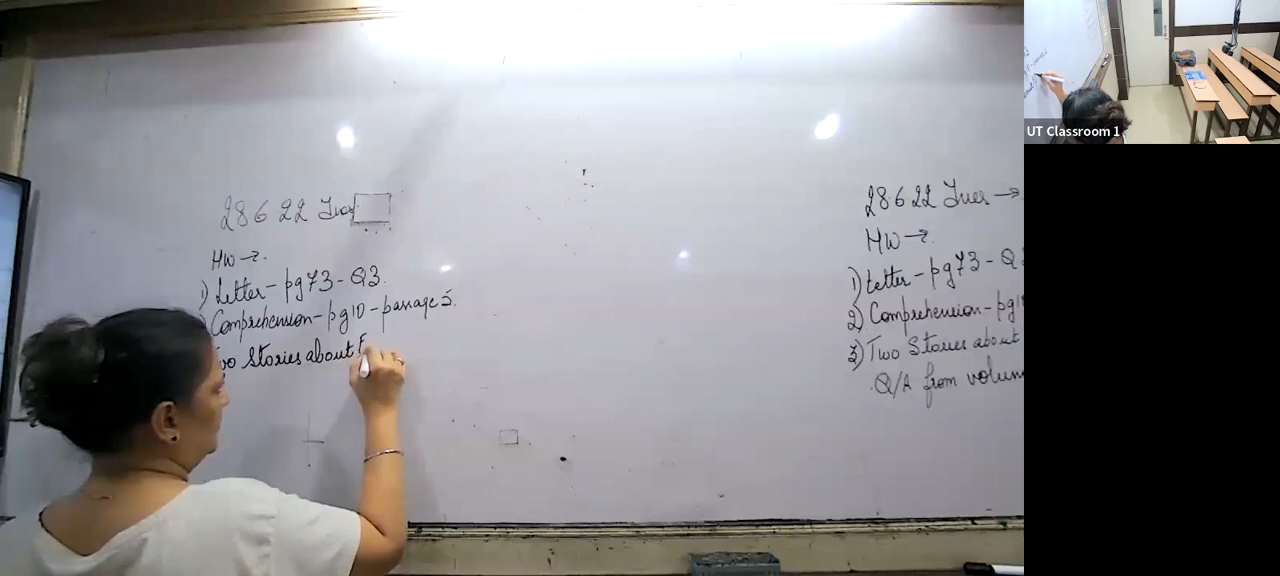 28 6 22 Tues
HW →.
1) Letter - pg 73 - Q3.
Comprehension - pg 10 - passage 5.
Two Stories about F
28 6 22 Tues →
HW →.
1) Letter - pg 73 - Q
2) Comprehension - pg
3) Two Stories about
Q/A from
UT Classroom 1